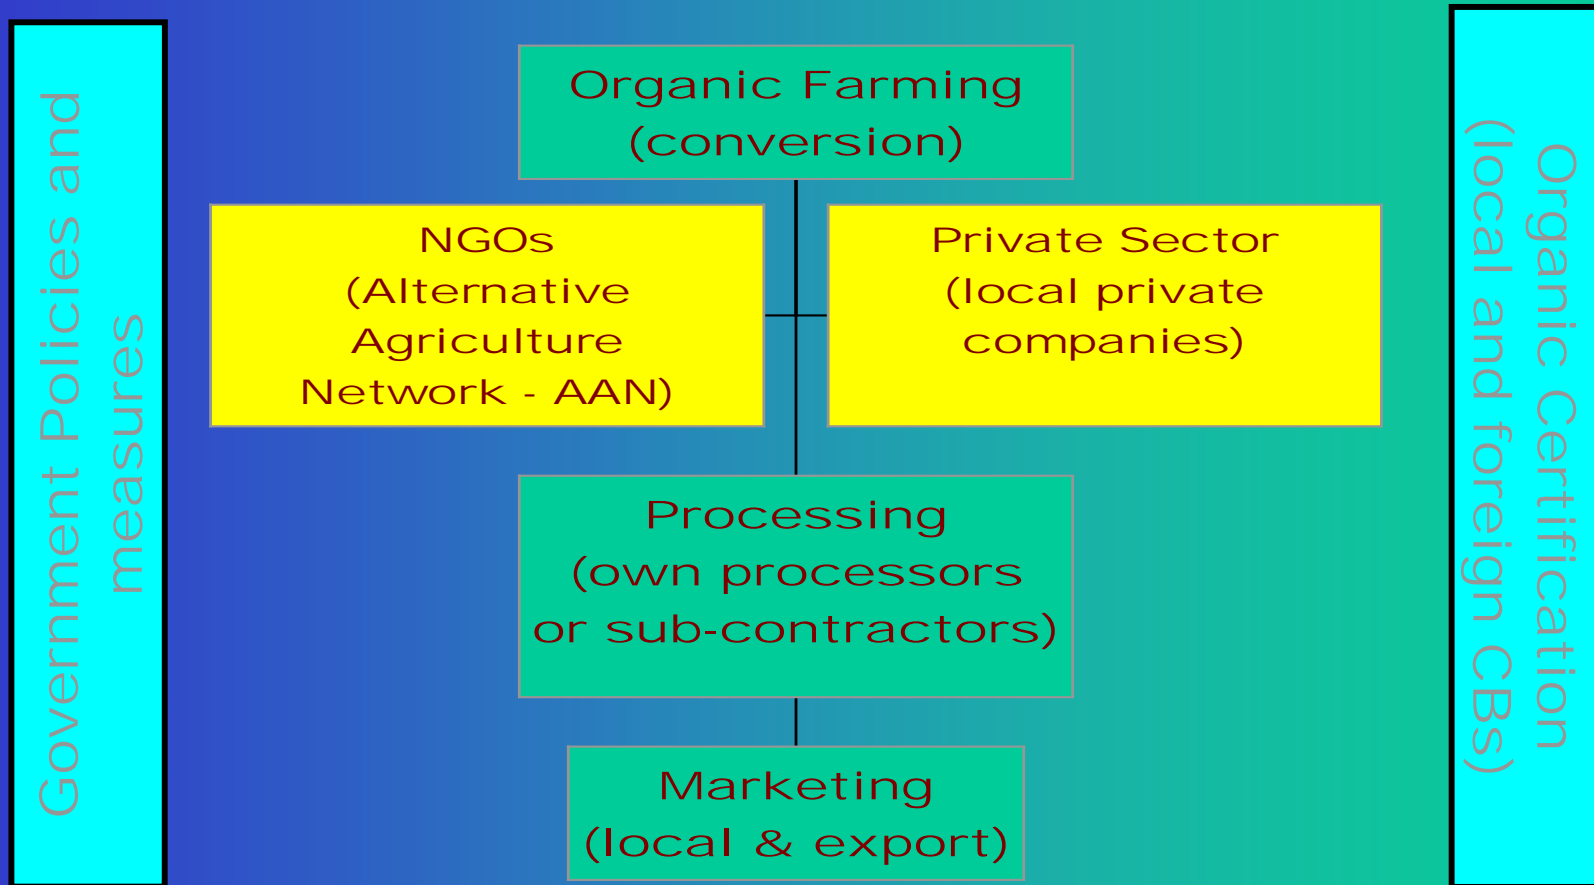 Government Policies and
measures
Organic Farming
(conversion)
NGOs
(Alternative
Agriculture
Network - AAN)
Private Sector
(local private
companies)
Processing
(own processors
or sub-contractors)
Marketing
(local & export)
Organic Certification
(local and foreign CBs)